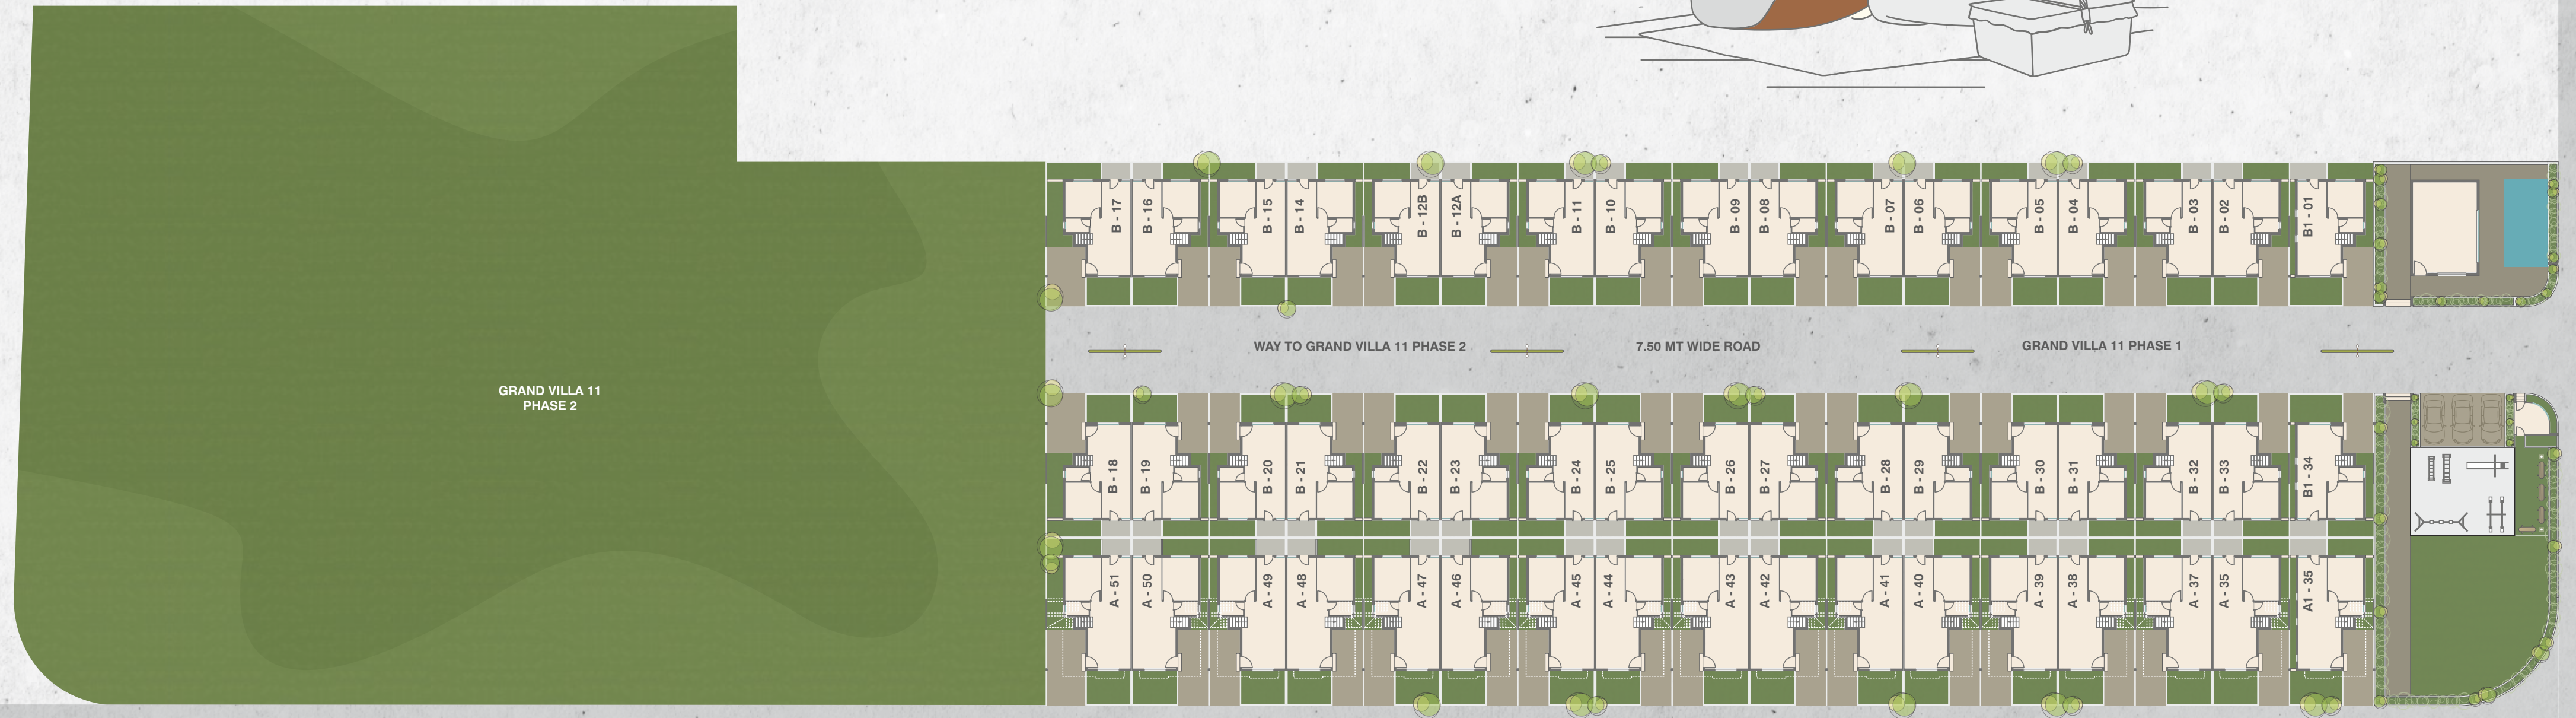 B - 17
B - 16
B - 15
B - 14
B - 12B
B - 12A
B - 11
B - 10
B - 09
B - 08
B - 07
B - 06
B - 05
B - 04
B - 03
B - 02
B1 - 01
WAY TO GRAND VILLA 11 PHASE 2
7.50 MT WIDE ROAD
GRAND VILLA 11 PHASE 1
GRAND VILLA 11
PHASE 2
B - 18
B - 19
B - 20
B - 21
B - 22
B - 23
B - 24
B - 25
B - 26
B - 27
B - 28
B - 29
B - 30
B - 31
B - 32
B - 33
B1 - 34
A - 51
A - 50
A - 49
A - 48
A - 47
A - 46
A - 45
A - 44
A - 43
A - 42
A - 41
A - 40
A - 39
A - 38
A - 37
A - 35
A1 - 35